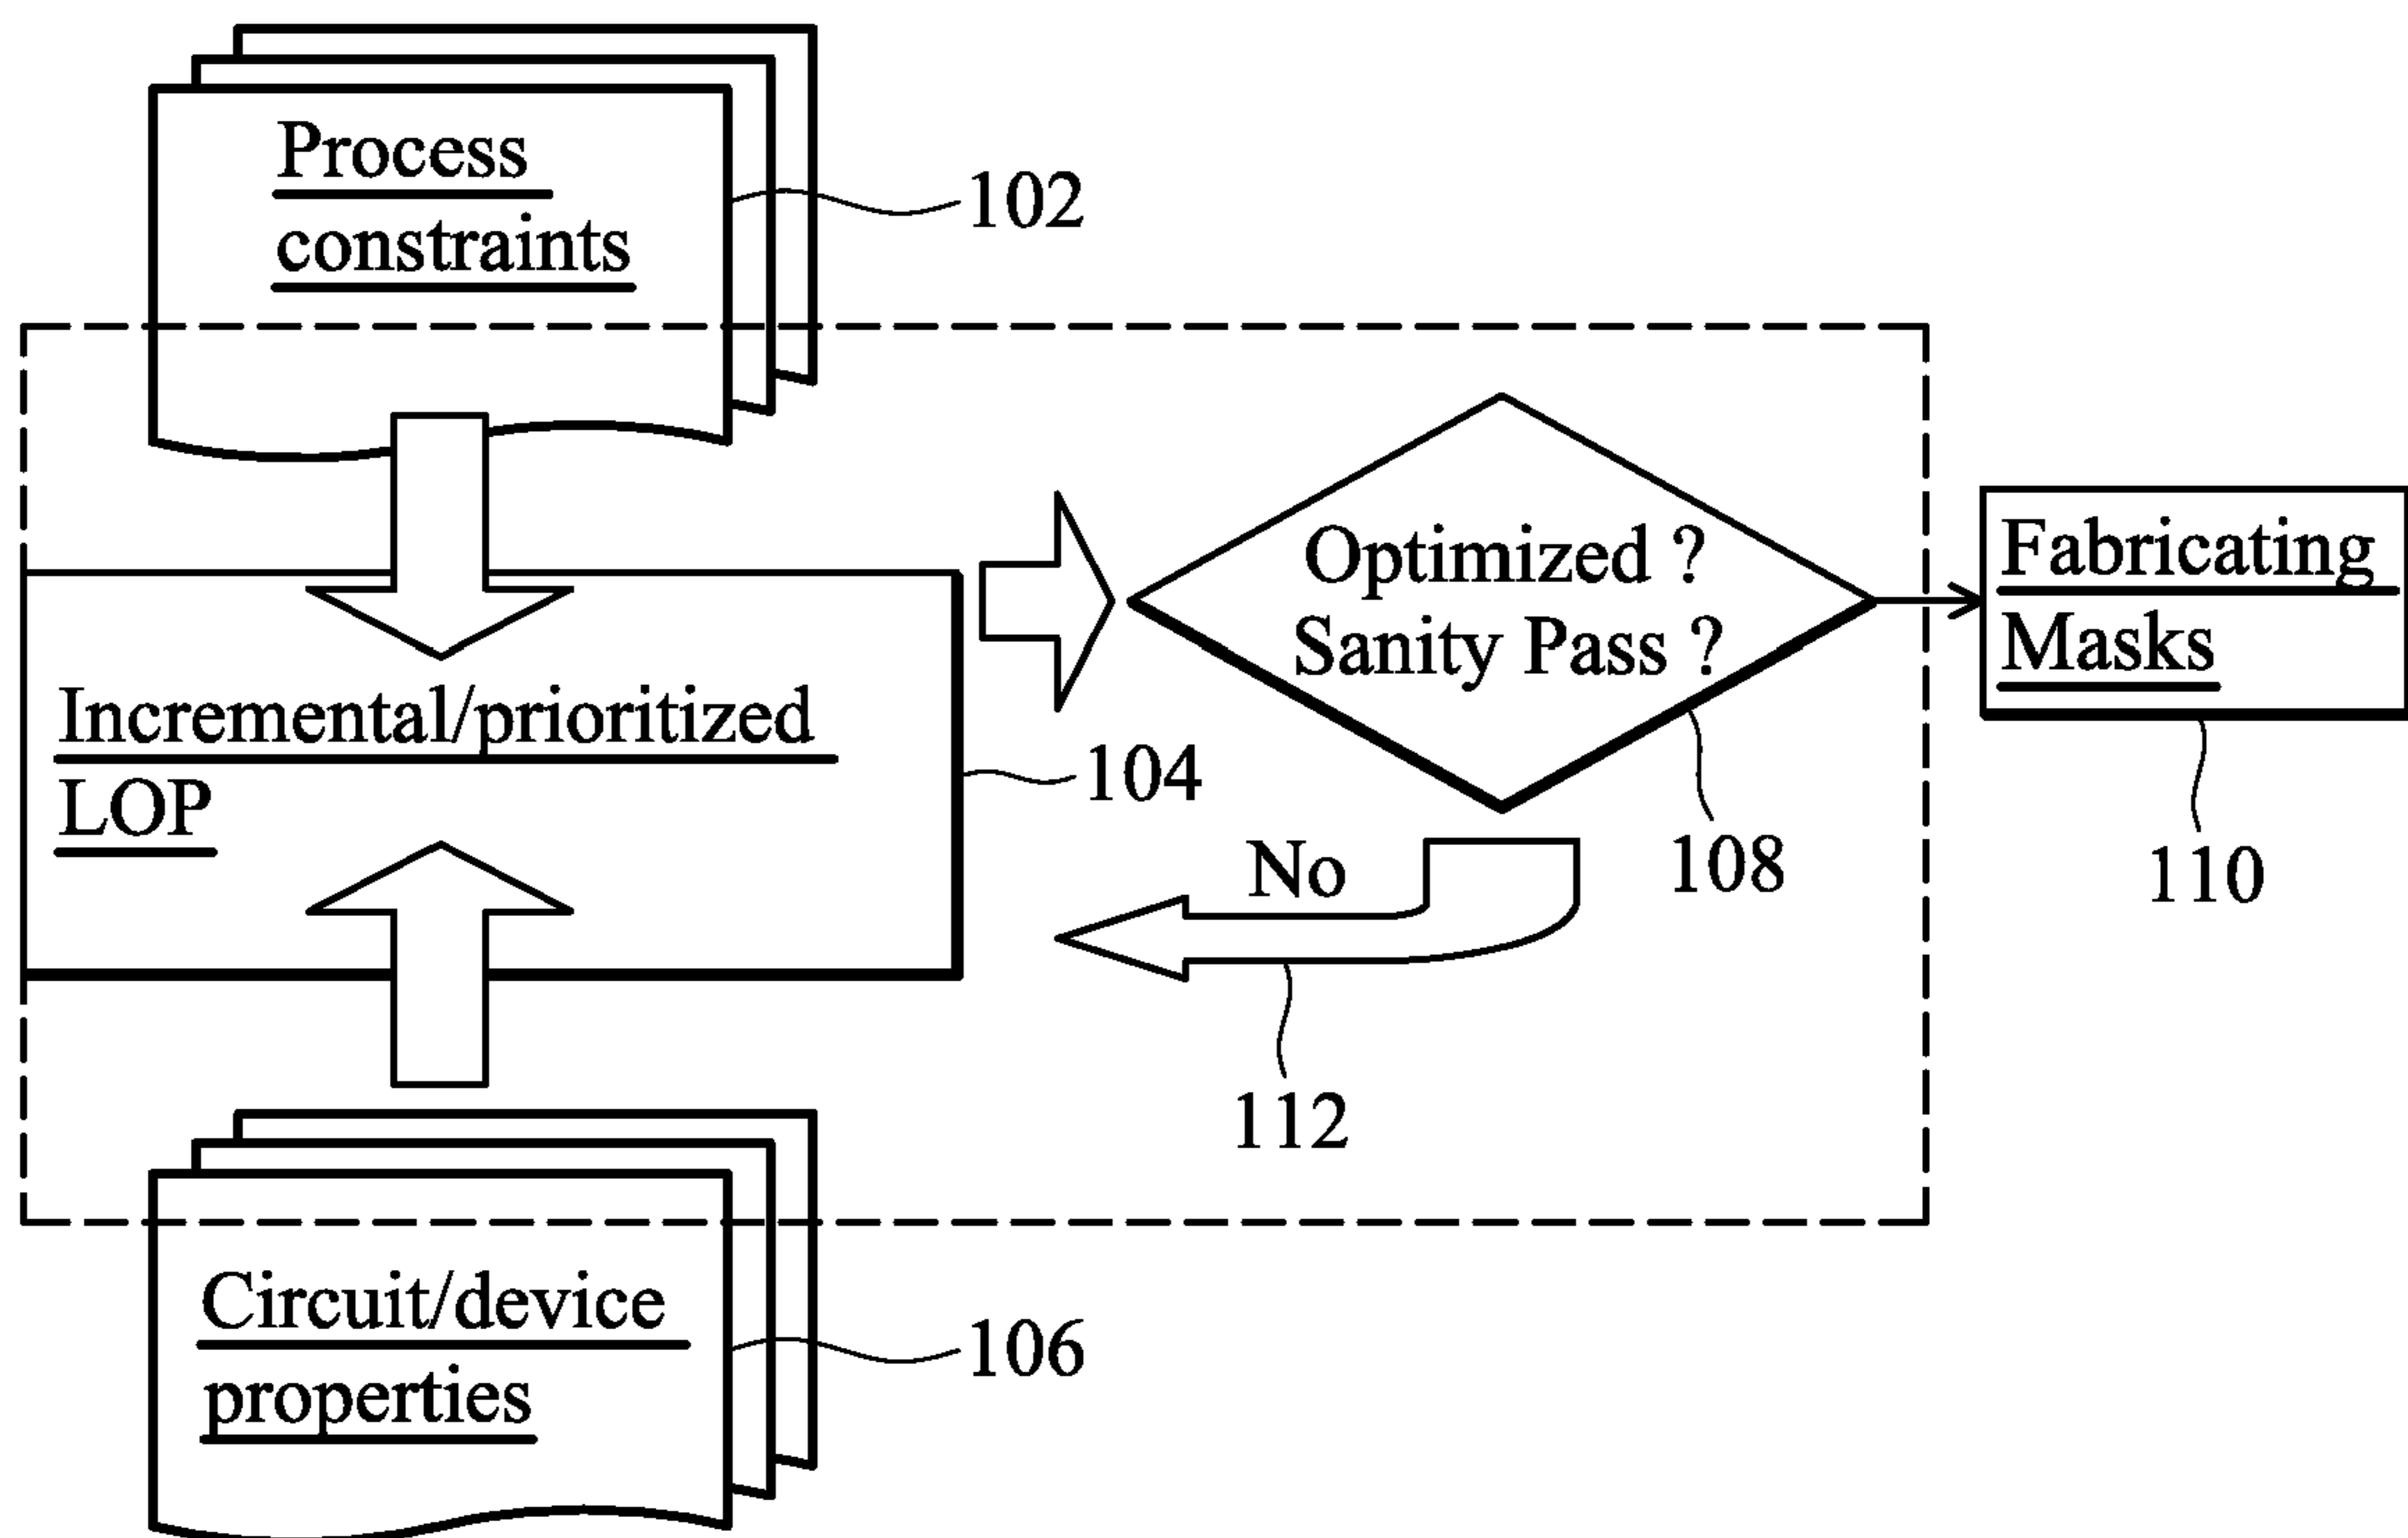 Process
constraints
102
Optimized ?
Sanity Pass ?
Fabricating
Masks
Incremental/prioritized
LOP
104
108
110
No
112
Circuit/device
properties
106